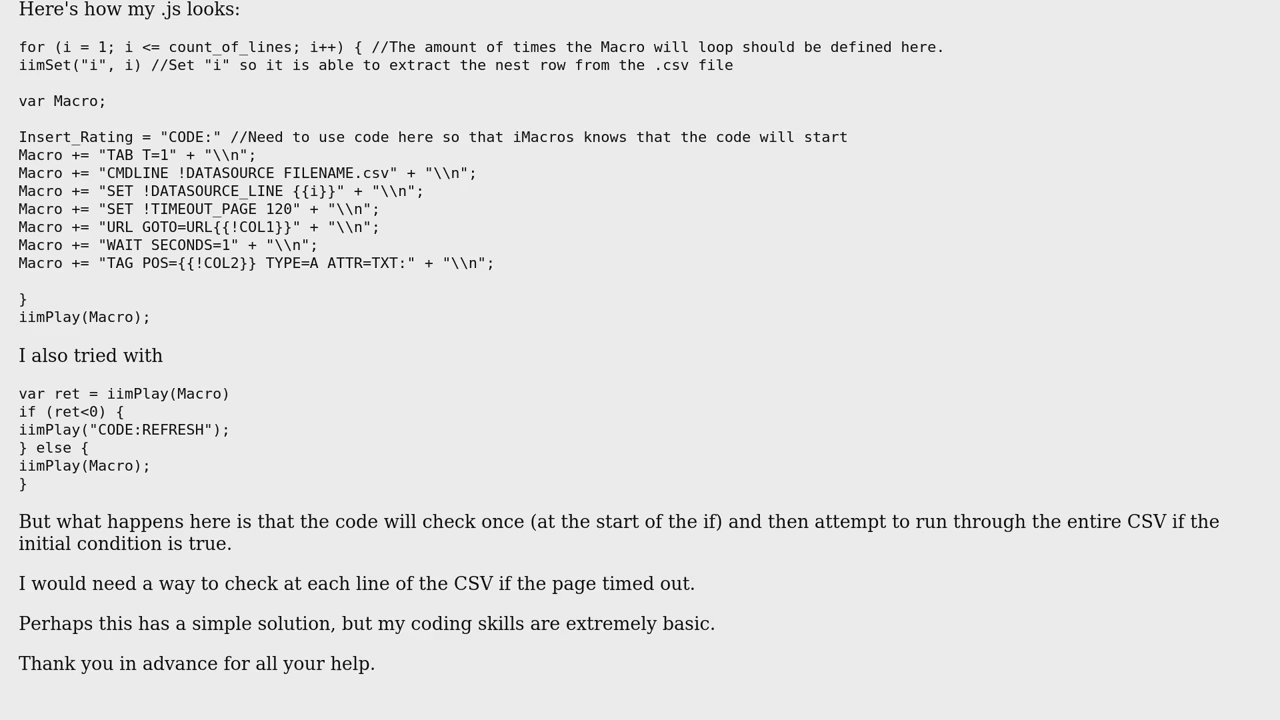 Here's how my .js looks:
for (i = 1; i <= count_of_lines; i++) { //The amount of times the Macro will loop should be defined here.
iimSet("i", i) //Set "i" so it is able to extract the nest row from the .csv file
var Macro;
Insert_Rating = "CODE:" //Need to use code here so that iMacros knows that the code will start
Macro += "TAB T=1" + "\\n";
Macro += "CMDLINE !DATASOURCE FILENAME.csv" + "\\n";
Macro += "SET !DATASOURCE_LINE {{i}}" + "\\n";
Macro += "SET !TIMEOUT_PAGE 120" + "\\n";
Macro += "URL GOTO=URL{{!COL1}}" + "\\n";
Macro += "WAIT SECONDS=1" + "\\n";
Macro += "TAG POS={{!COL2}} TYPE=A ATTR=TXT:" + "\\n";
}
iimPlay(Macro);
I also tried with
var ret = iimPlay(Macro)
if (ret<0) {
iimPlay("CODE:REFRESH");
} else {
iimPlay(Macro);
}
But what happens here is that the code will check once (at the start of the if) and then attempt to run through the entire CSV if the
initial condition is true.
I would need a way to check at each line of the CSV if the page timed out.
Perhaps this has a simple solution, but my coding skills are extremely basic.
Thank you in advance for all your help.